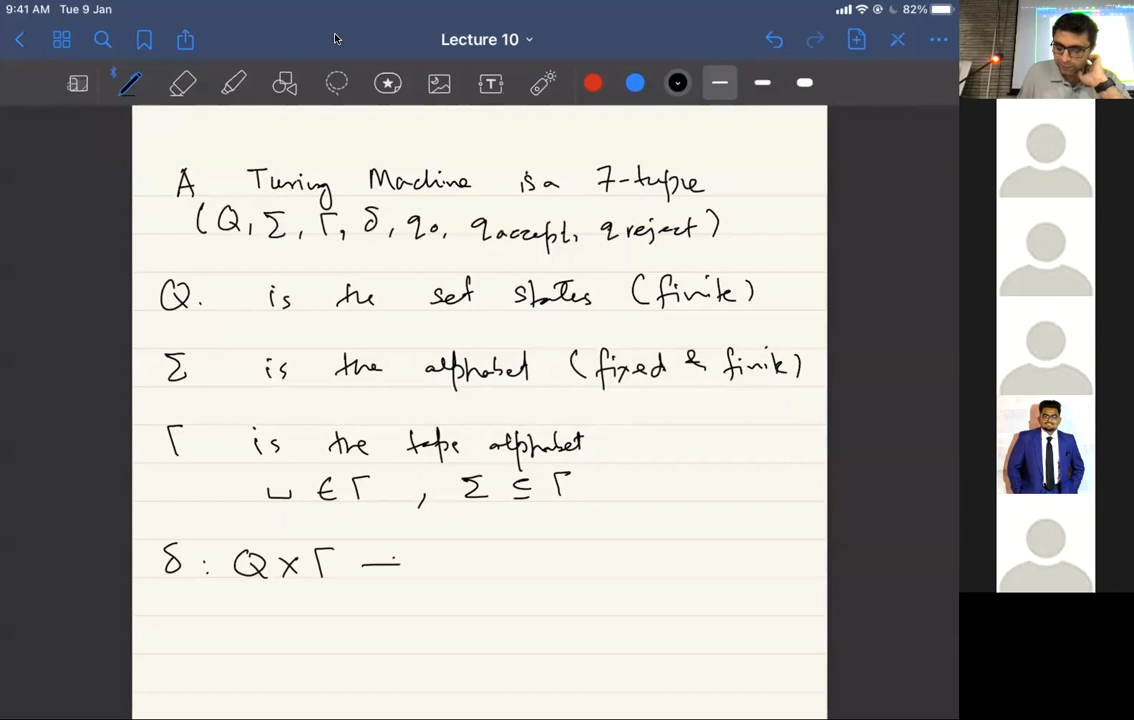 9:41 AM Tue 9 Jan
82%
Lecture 10
A Turing Machine is a 7-tuple
(Q, Σ, Γ, δ, q0, qaccept, qreject)
Q. is the set states (finite)
Σ is the alphabet (fixed & finite)
Γ is the tape alphabet
⊔ ∈ Γ , Σ ⊆ Γ
δ : Q × Γ —